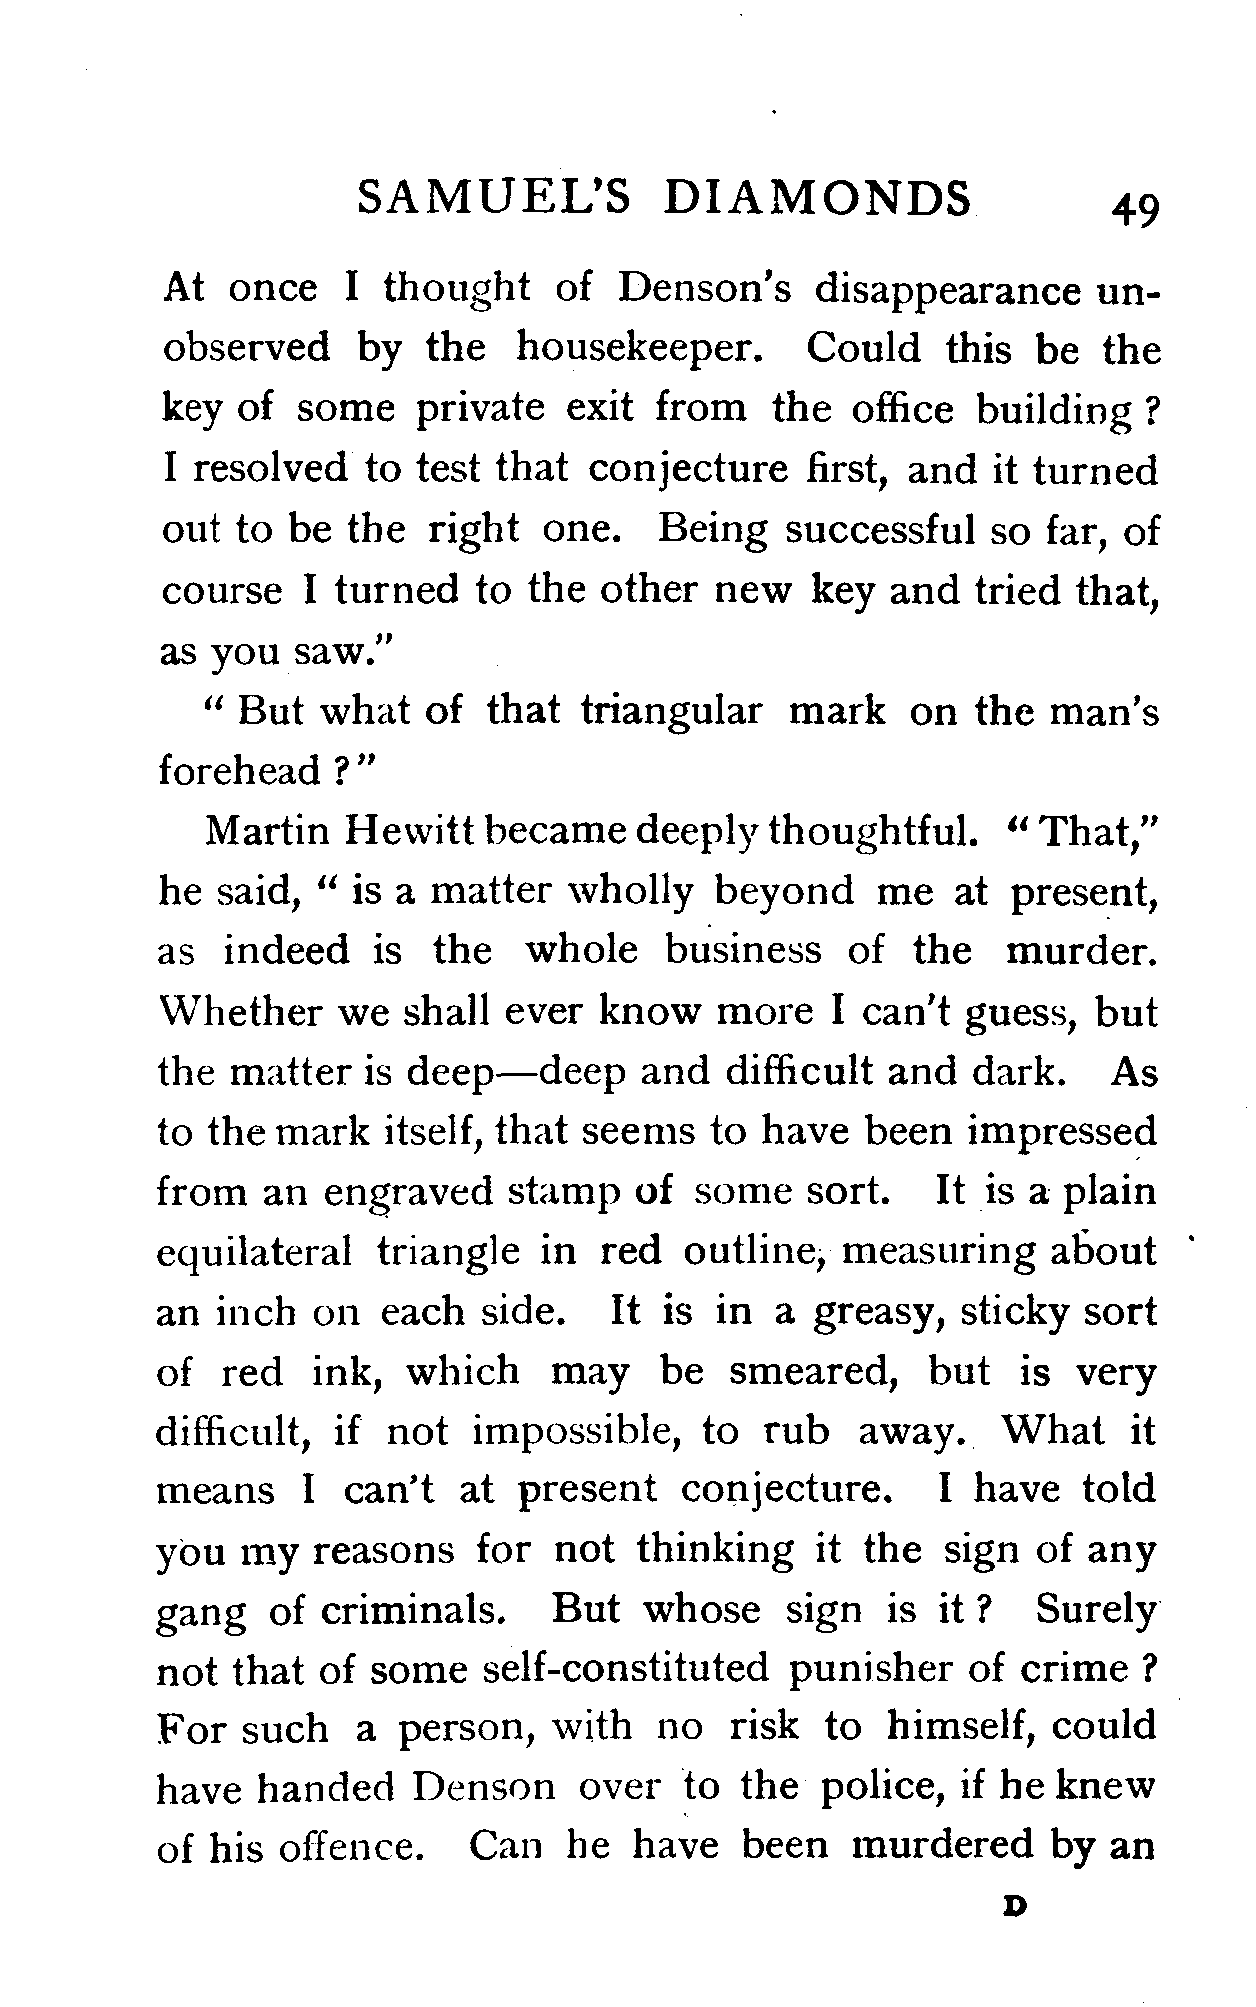 SAMUEL'S DIAMONDS 49
At once I thought of Denson's disappearance un-
observed by the housekeeper. Could this be the
key of some private exit from the office building ?
I resolved to test that conjecture first, and it turned
out to be the right one. Being successful so far, of
course I turned to the other new key and tried that,
as you saw."
" But what of that triangular mark on the man's
forehead ?"
Martin Hewitt became deeply thoughtful. " That,"
he said, " is a matter wholly beyond me at present,
as indeed is the whole business of the murder.
Whether we shall ever know more I can't guess, but
the matter is deep—deep and difficult and dark. As
to the mark itself, that seems to have been impressed
from an engraved stamp of some sort. It is a plain
equilateral triangle in red outline, measuring about
an inch on each side. It is in a greasy, sticky sort
of red ink, which may be smeared, but is very
difficult, if not impossible, to rub away. What it
means I can't at present conjecture. I have told
you my reasons for not thinking it the sign of any
gang of criminals. But whose sign is it ? Surely
not that of some self-constituted punisher of crime ?
For such a person, with no risk to himself, could
have handed Denson over to the police, if he knew
of his offence. Can he have been murdered by an
D